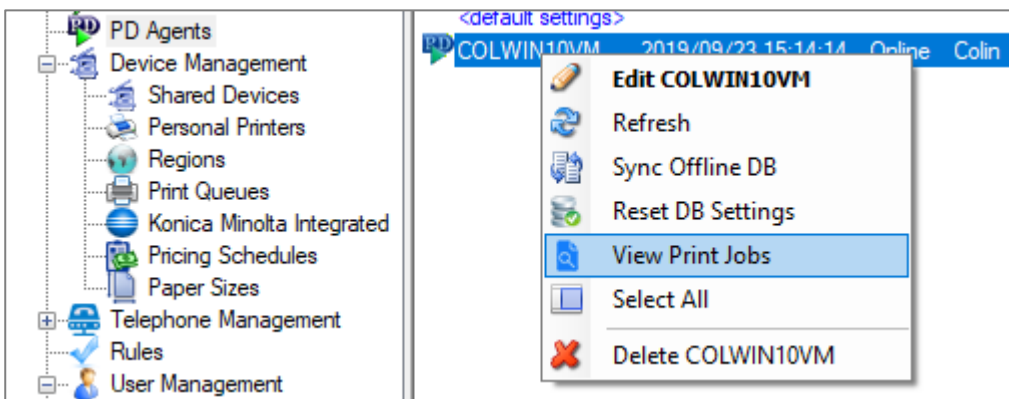 PD Agents
Device Management
Shared Devices
Personal Printers
Regions
Print Queues
Konica Minolta Integrated
Pricing Schedules
Paper Sizes
Telephone Management
Rules
User Management
<default settings>
PD COLWIN10VM 2019/09/23 15:14:14 Online Colin
Edit COLWIN10VM
Refresh
Sync Offline DB
Reset DB Settings
View Print Jobs
Select All
Delete COLWIN10VM